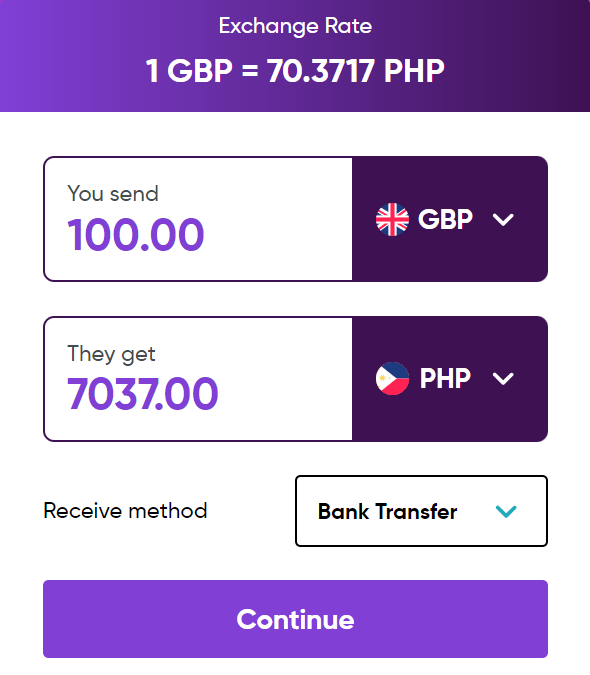 Exchange Rate
1 GBP = 70.3717 PHP
You send
100.00
GBP
They get
7037.00
PHP
Receive method
Bank Transfer
Continue